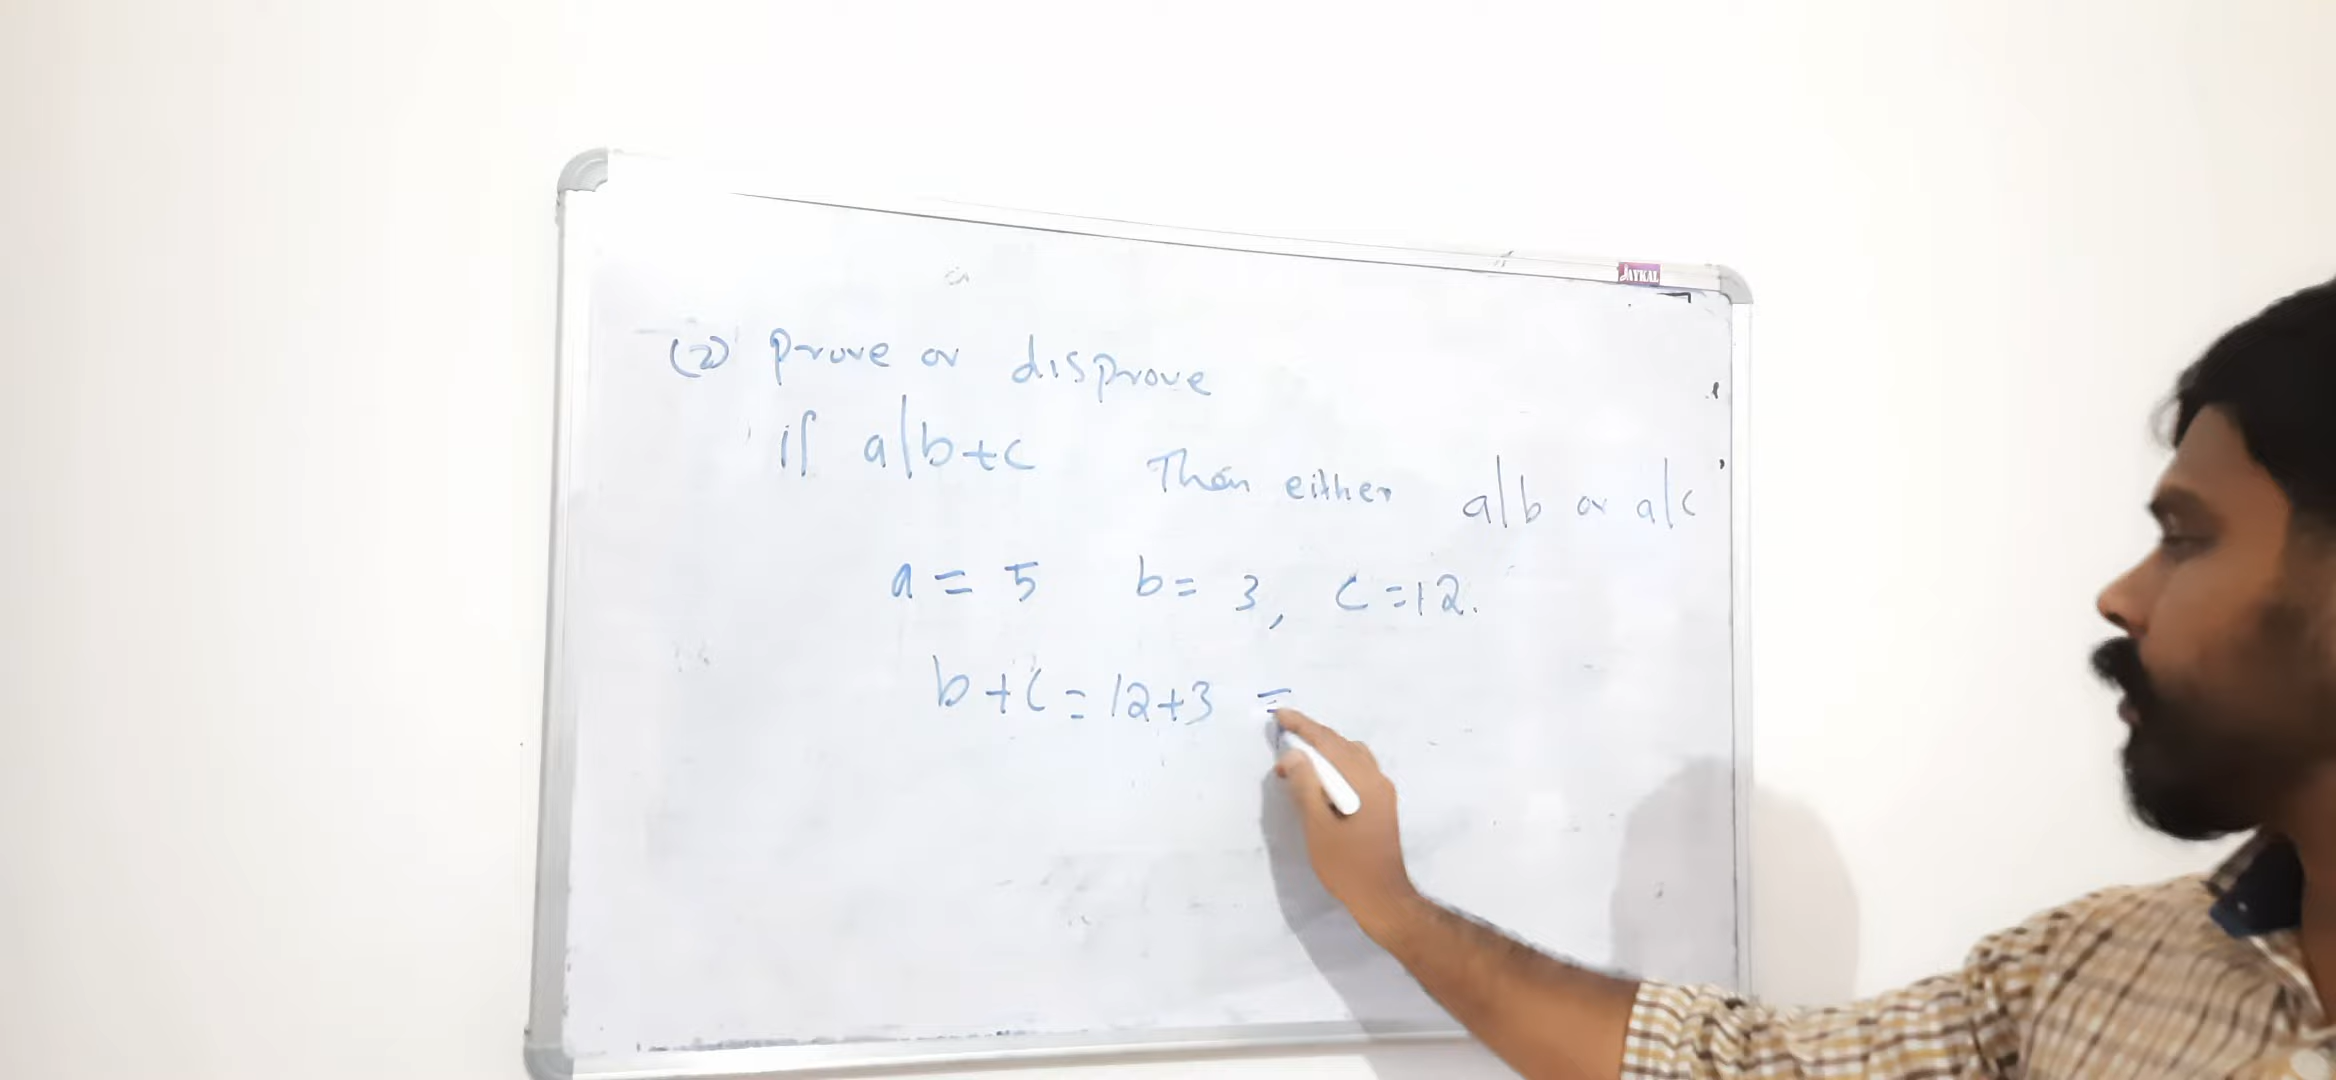 JAYKAL
(2) prove or disprove
if a|b+c Then either a|b or a|c
a = 5 b = 3, c = 12.
b+c = 12+3 =